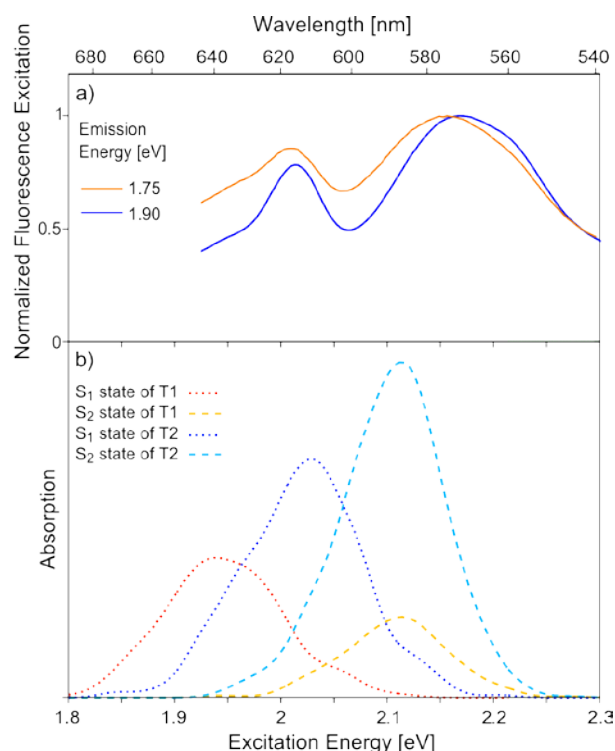 Wavelength [nm]
680 660 640 620 600 580 560 540
Normalized Fluorescence Excitation
a)
Emission
Energy [eV]
1.75
1.90
1
0.5
0
b)
S₁ state of T1
S₂ state of T1
S₁ state of T2
S₂ state of T2
Absorption
1.8 1.9 2 2.1 2.2 2.3
Excitation Energy [eV]